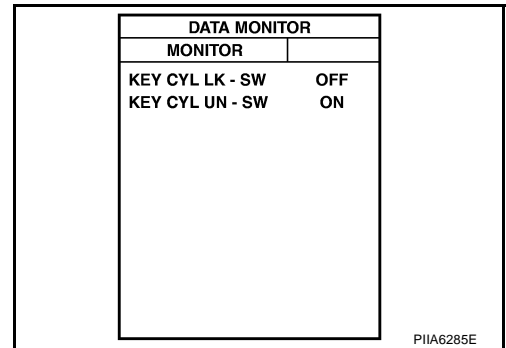 DATA MONITOR
MONITOR
KEY CYL LK - SW OFF
KEY CYL UN - SW ON
PIIA6285E